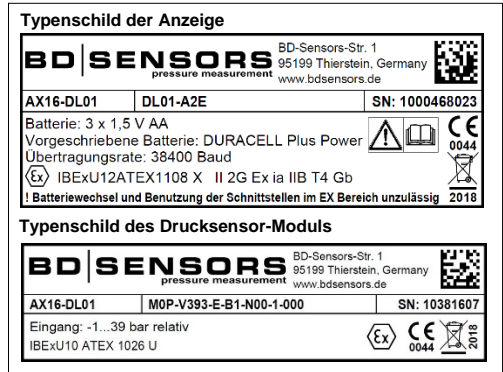 Typenschild der Anzeige
BD|SENSORS
pressure measurement
BD-Sensors-Str. 1
95199 Thierstein, Germany
www.bdsensors.de
AX16-DL01 DL01-A2E SN: 1000468023
Batterie: 3 x 1,5 V AA
Vorgeschriebene Batterie: DURACELL Plus Power
Übertragungsrate: 38400 Baud
CE
0044
Ex IBExU12ATEX1108 X II 2G Ex ia IIB T4 Gb
! Batteriewechsel und Benutzung der Schnittstellen im EX Bereich unzulässig 2018
Typenschild des Drucksensor-Moduls
BD|SENSORS
pressure measurement
BD-Sensors-Str. 1
95199 Thierstein, Germany
www.bdsensors.de
AX16-DL01 M0P-V393-E-B1-N00-1-000 SN: 10381607
Eingang: -1...39 bar relativ
IBExU10 ATEX 1026 U
Ex CE
0044
2018